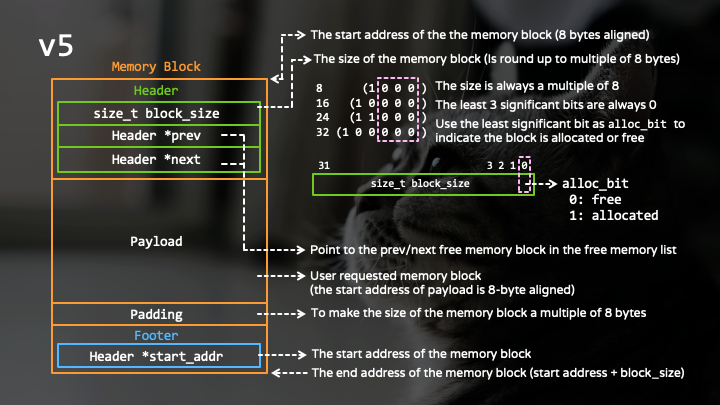 v5
Memory Block
Header
size_t block_size
Header *prev
Header *next
Payload
Padding
Footer
Header *start_addr
The start address of the the memory block (8 bytes aligned)
The size of the memory block (Is round up to multiple of 8 bytes)
8 (1 0 0 0 )
16 (1 0 0 0 0 )
24 (1 1 0 0 0 )
32 (1 0 0 0 0 0 )
The size is always a multiple of 8
The least 3 significant bits are always 0
Use the least significant bit as alloc_bit to
indicate the block is allocated or free
31 3 2 1 0
size_t block_size
alloc_bit
0: free
1: allocated
Point to the prev/next free memory block in the free memory list
User requested memory block
(the start address of payload is 8-byte aligned)
To make the size of the memory block a multiple of 8 bytes
The start address of the memory block
The end address of the memory block (start address + block_size)